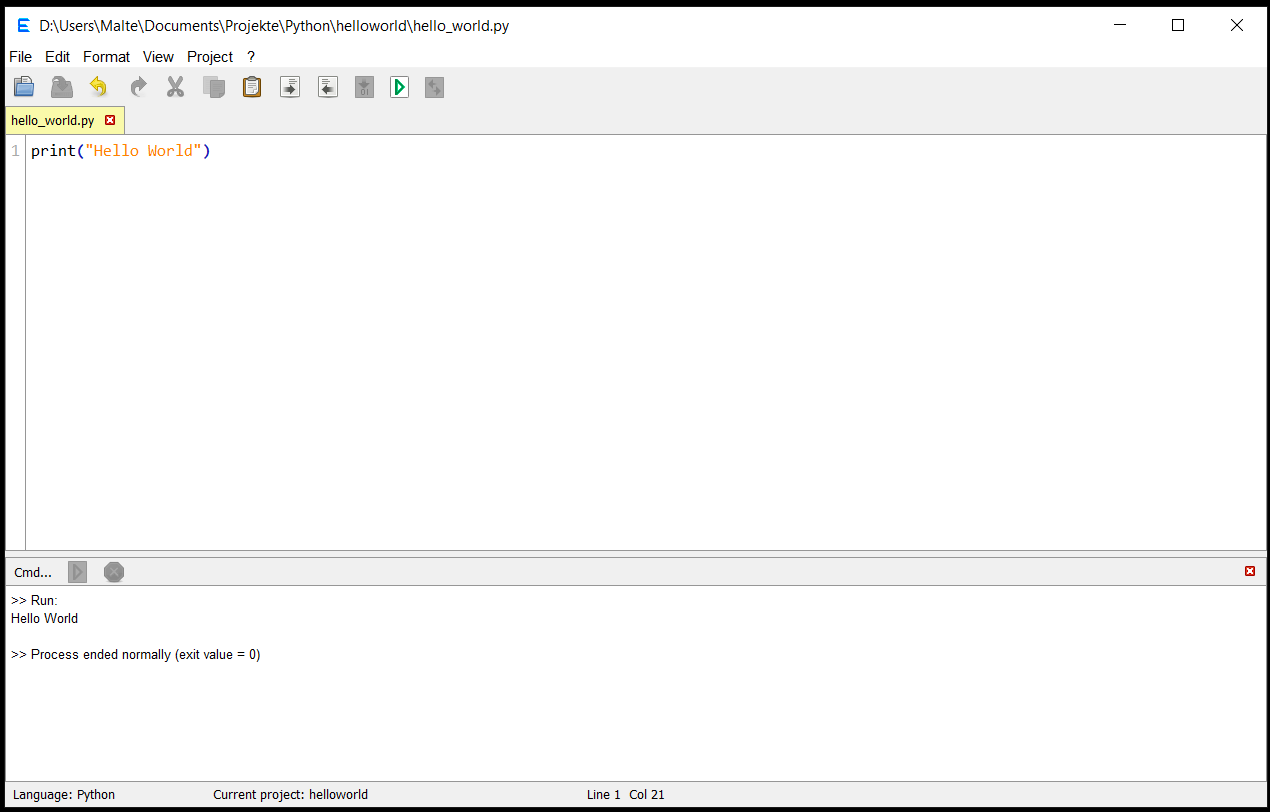 D:\Users\Malte\Documents\Projekte\Python\helloworld\hello_world.py
File Edit Format View Project ?
hello_world.py
1 print("Hello World")
Cmd...
>> Run:
Hello World
>> Process ended normally (exit value = 0)
Language: Python Current project: helloworld Line 1 Col 21